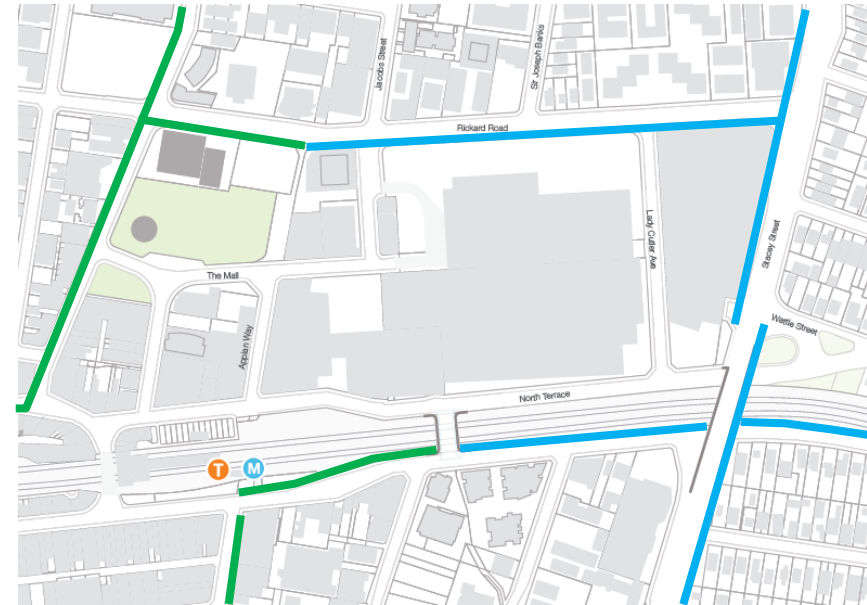 Jacobs Street
Sir Joseph Banks
Rickard Road
Lady Cutler Ave
Stacey Street
The Mall
Appian Way
Wattle Street
North Terrace
T
M